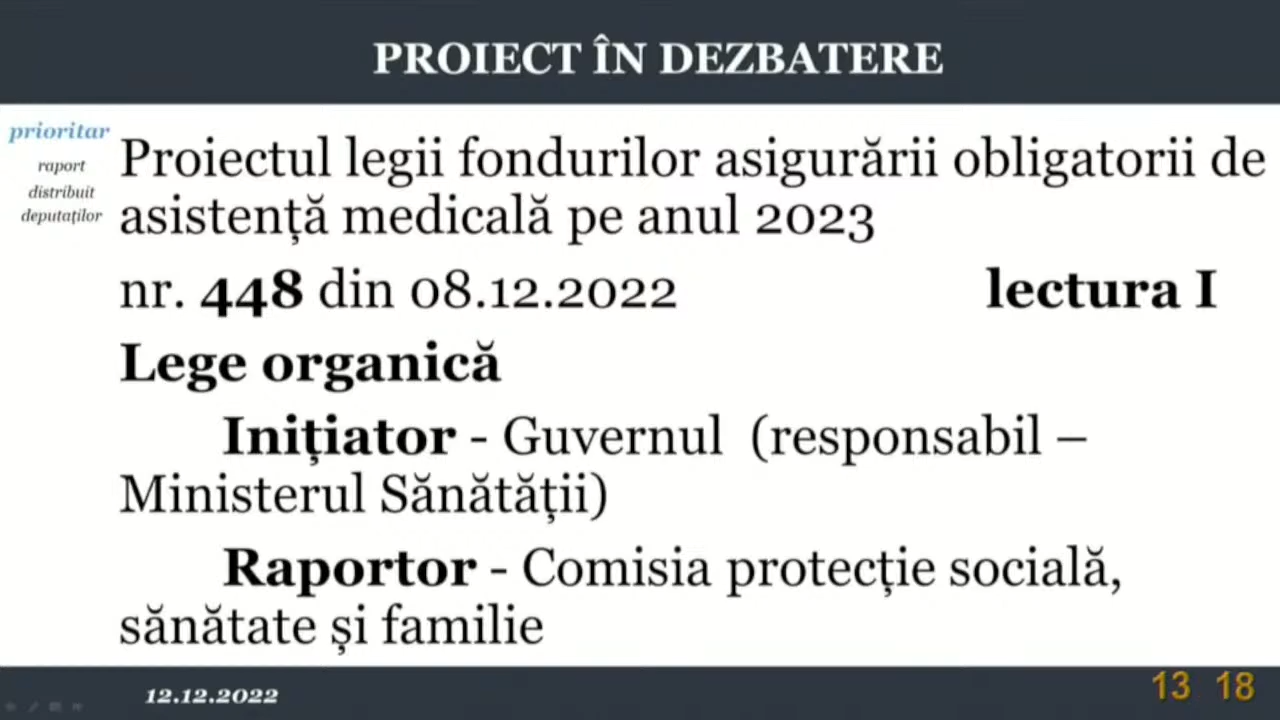 PROIECT ÎN DEZBATERE
prioritar
raport
distribuit
deputaților
Proiectul legii fondurilor asigurării obligatorii de
asistență medicală pe anul 2023
nr. 448 din 08.12.2022 lectura I
Lege organică
Inițiator - Guvernul (responsabil –
Ministerul Sănătății)
Raportor - Comisia protecție socială,
sănătate și familie
12.12.2022
13 18